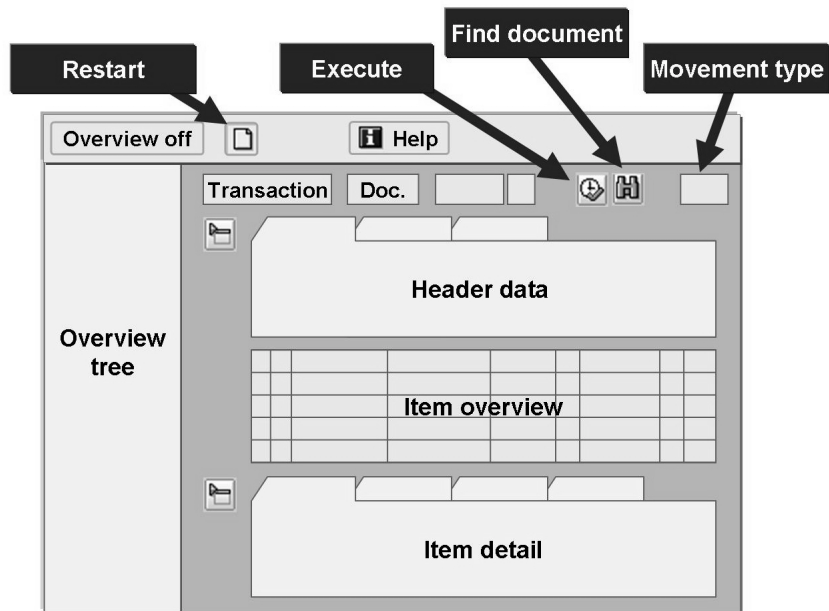 Find document
Restart
Execute
Movement type
Overview off
Help
Transaction
Doc.
Header data
Overview
tree
Item overview
Item detail